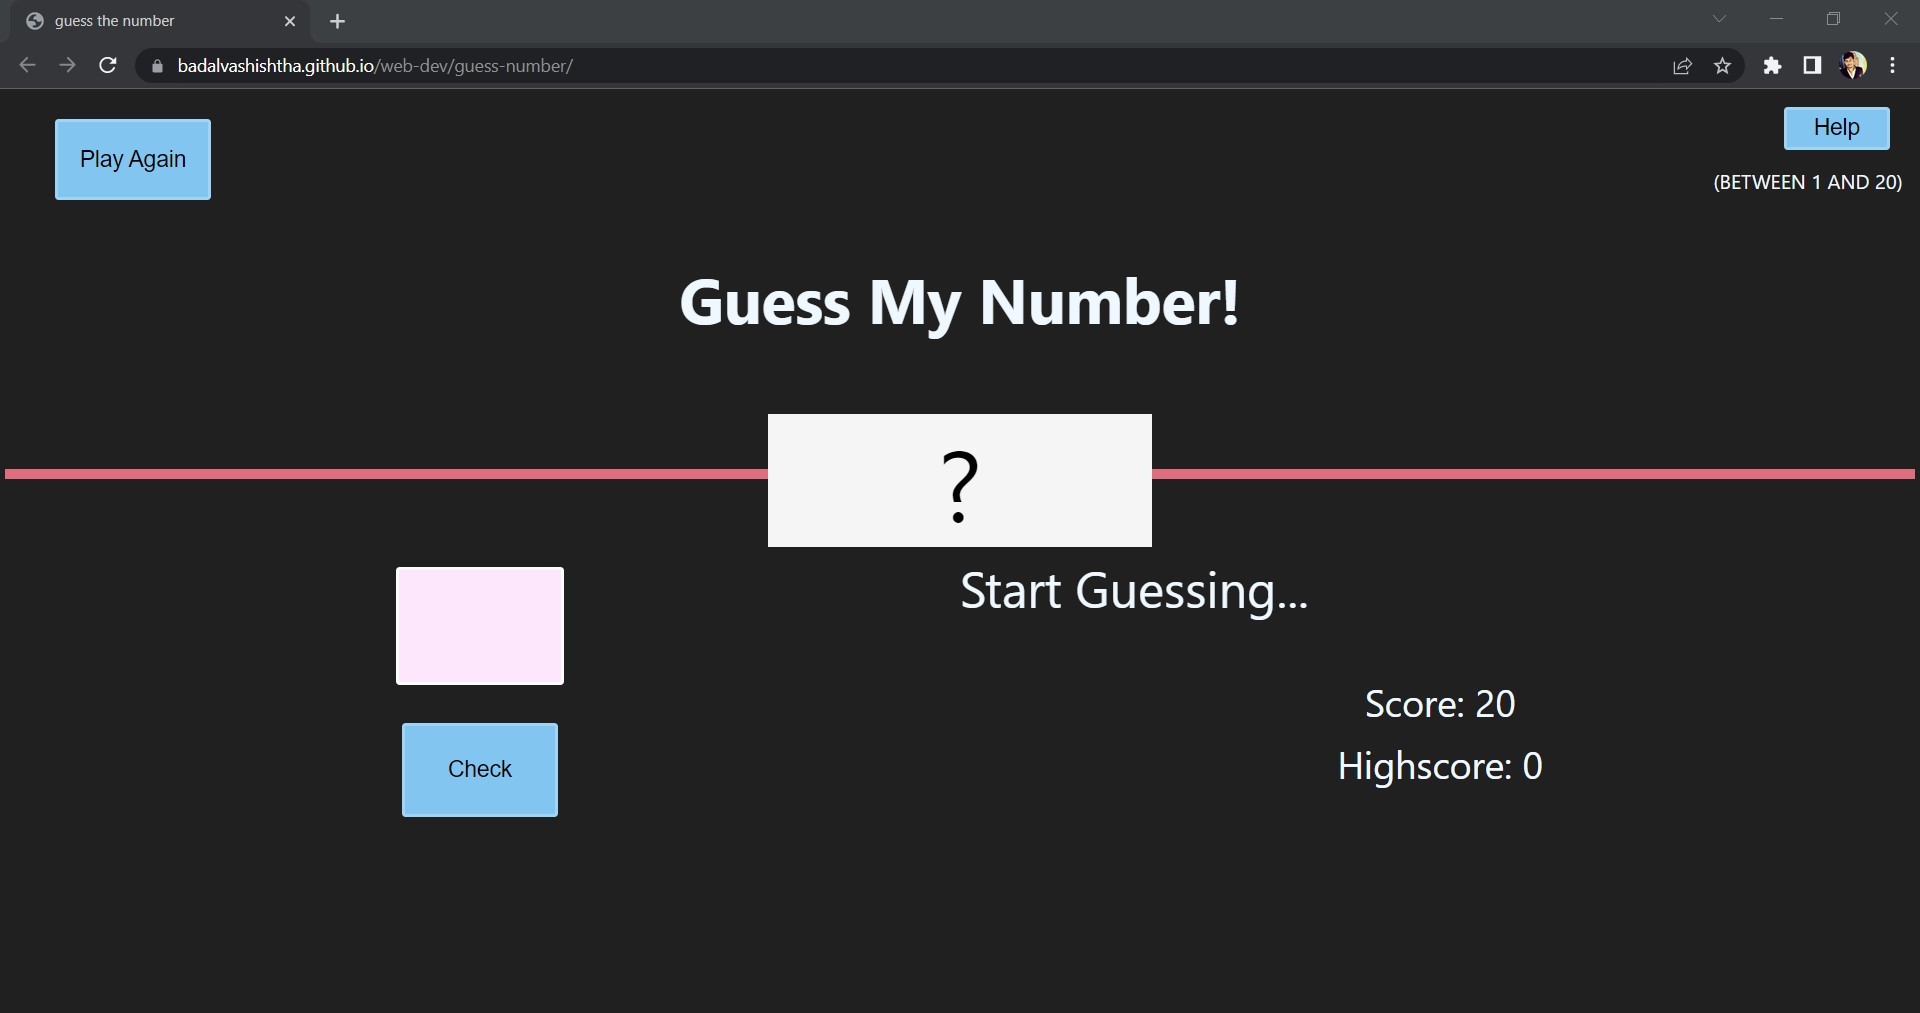 guess the number
badalvashishtha.github.io/web-dev/guess-number/
Play Again
Help
(BETWEEN 1 AND 20)
Guess My Number!
?
Start Guessing...
Score: 20
Highscore: 0
Check